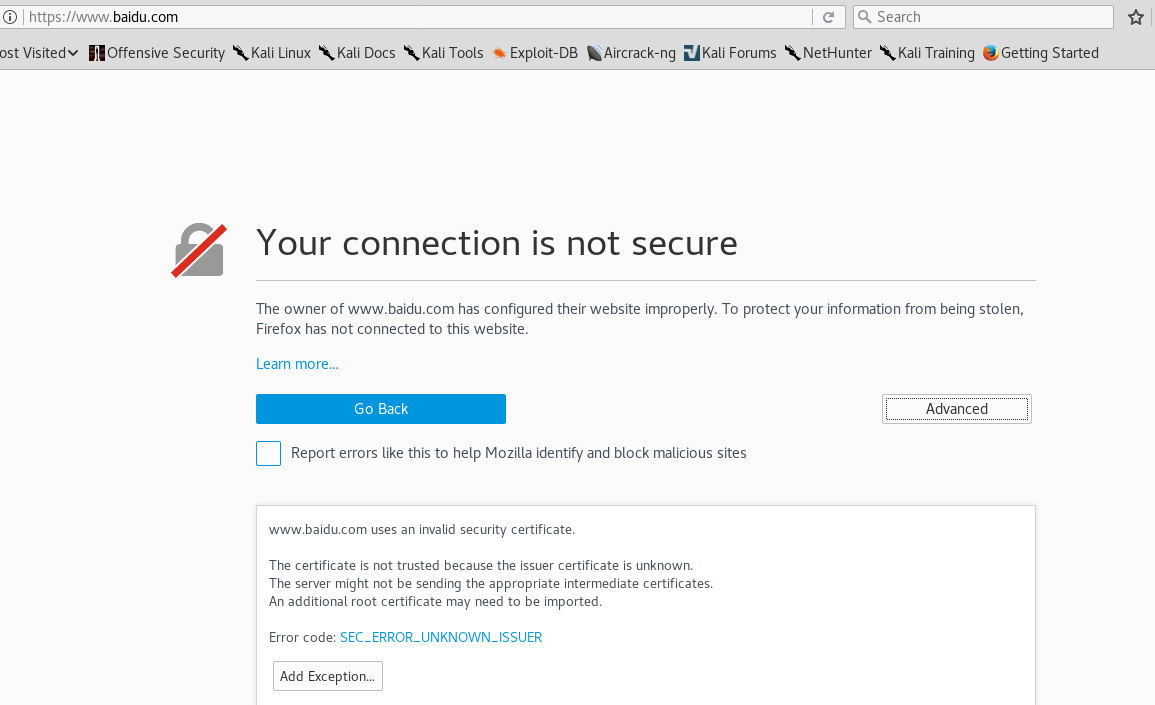 https://www.baidu.com
Search
ost Visited
Offensive Security
Kali Linux
Kali Docs
Kali Tools
Exploit-DB
Aircrack-ng
Kali Forums
NetHunter
Kali Training
Getting Started
Your connection is not secure
The owner of www.baidu.com has configured their website improperly. To protect your information from being stolen,
Firefox has not connected to this website.
Learn more...
Go Back
Advanced
Report errors like this to help Mozilla identify and block malicious sites
www.baidu.com uses an invalid security certificate.
The certificate is not trusted because the issuer certificate is unknown.
The server might not be sending the appropriate intermediate certificates.
An additional root certificate may need to be imported.
Error code: SEC_ERROR_UNKNOWN_ISSUER
Add Exception...